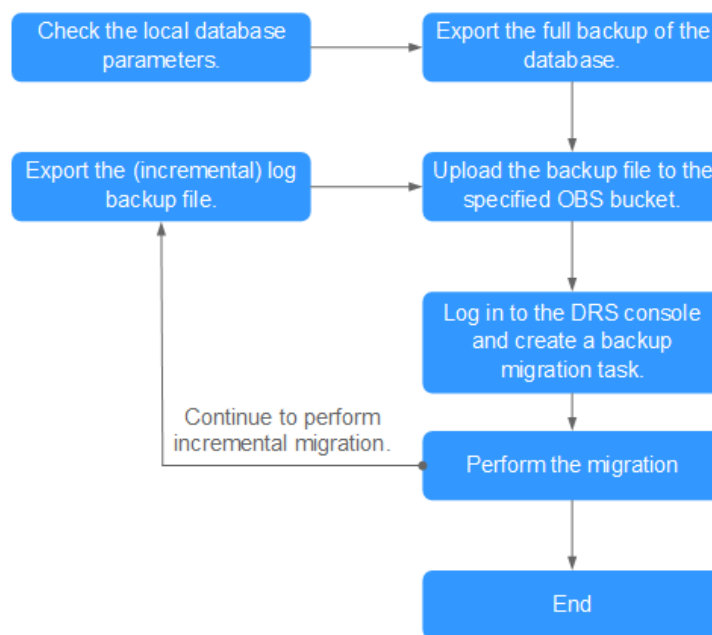 Check the local database
parameters.
Export the full backup of the
database.
Export the (incremental) log
backup file.
Upload the backup file to the
specified OBS bucket.
Log in to the DRS console
and create a backup
migration task.
Continue to perform
incremental migration.
Perform the migration
End